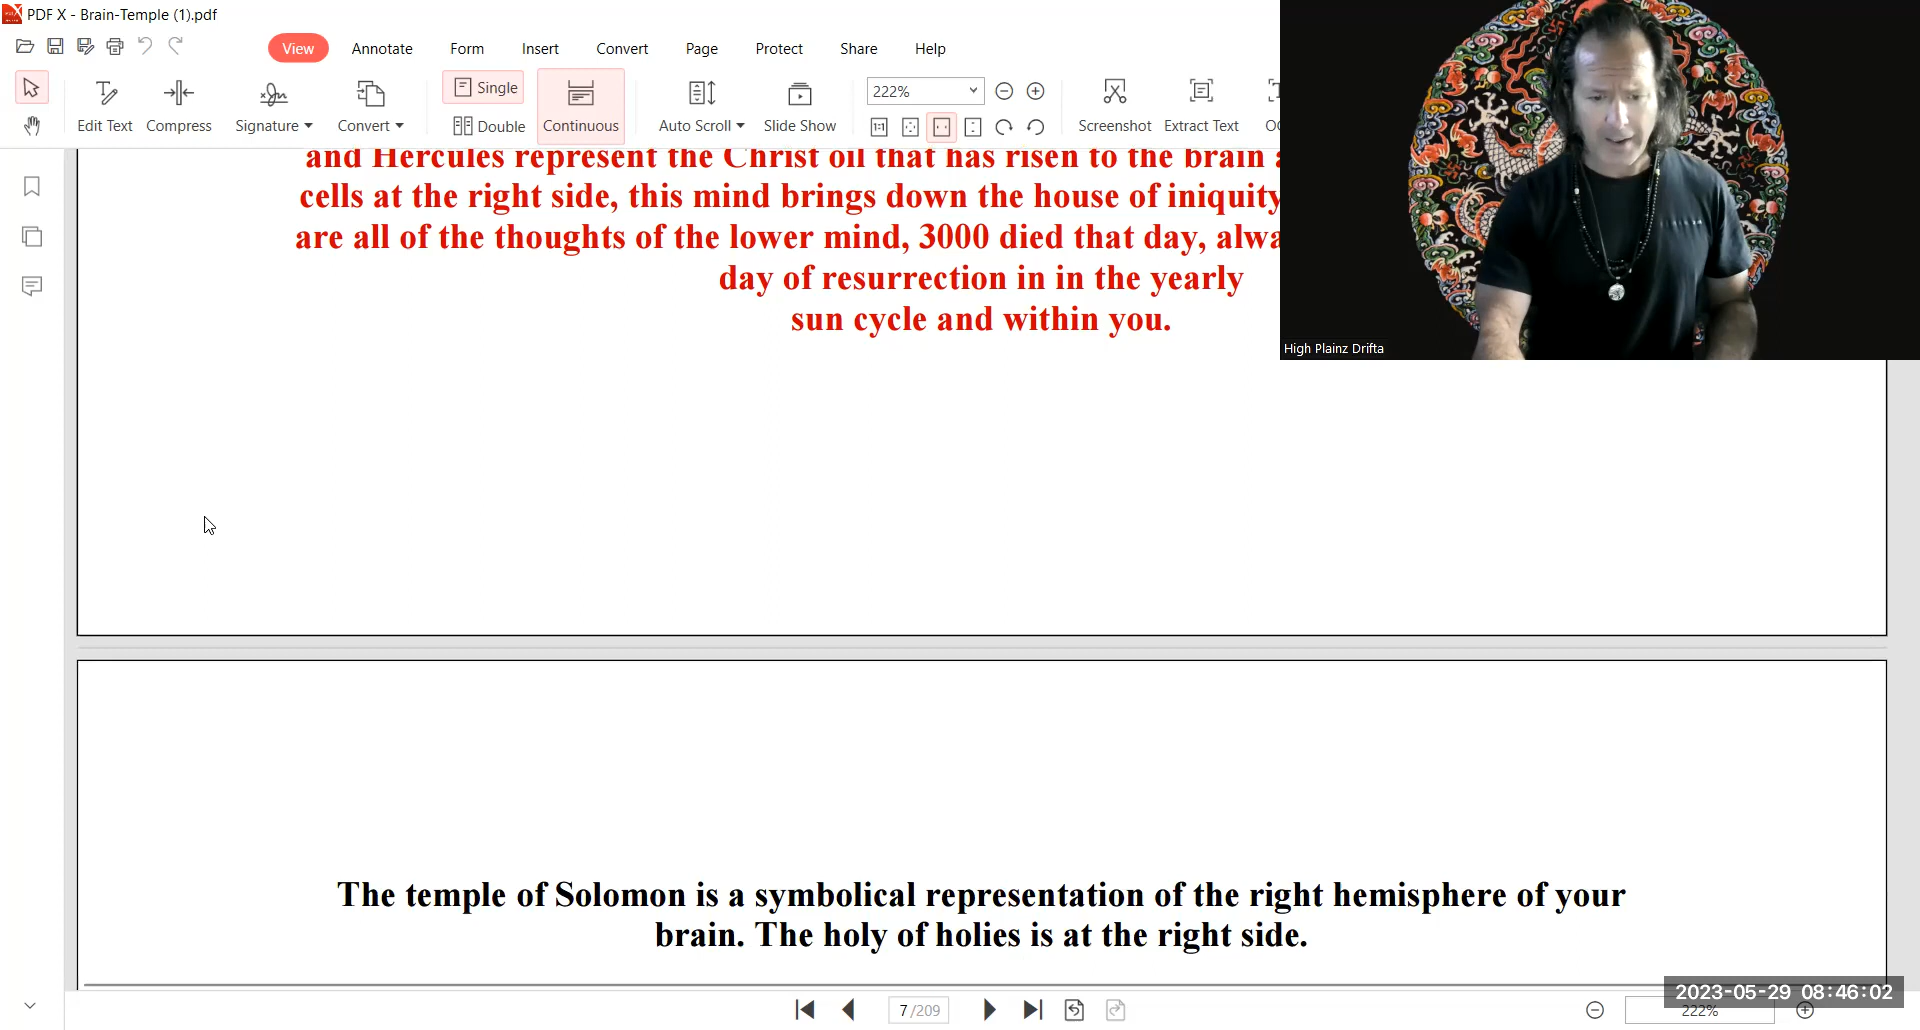 PDF X - Brain-Temple (1).pdf
View Annotate Form Insert Convert Page Protect Share Help
Single
222%
Edit Text Compress Signature Convert Double Continuous Auto Scroll Slide Show Screenshot Extract Text
and Hercules represent the Christ oil that has risen to the brain
cells at the right side, this mind brings down the house of iniquity
are all of the thoughts of the lower mind, 3000 died that day,
day of resurrection in in the yearly
sun cycle and within you.
High Plainz Drifta
The temple of Solomon is a symbolical representation of the right hemisphere of your
brain. The holy of holies is at the right side.
7 /209
2023-05-29 08:46:02
222%